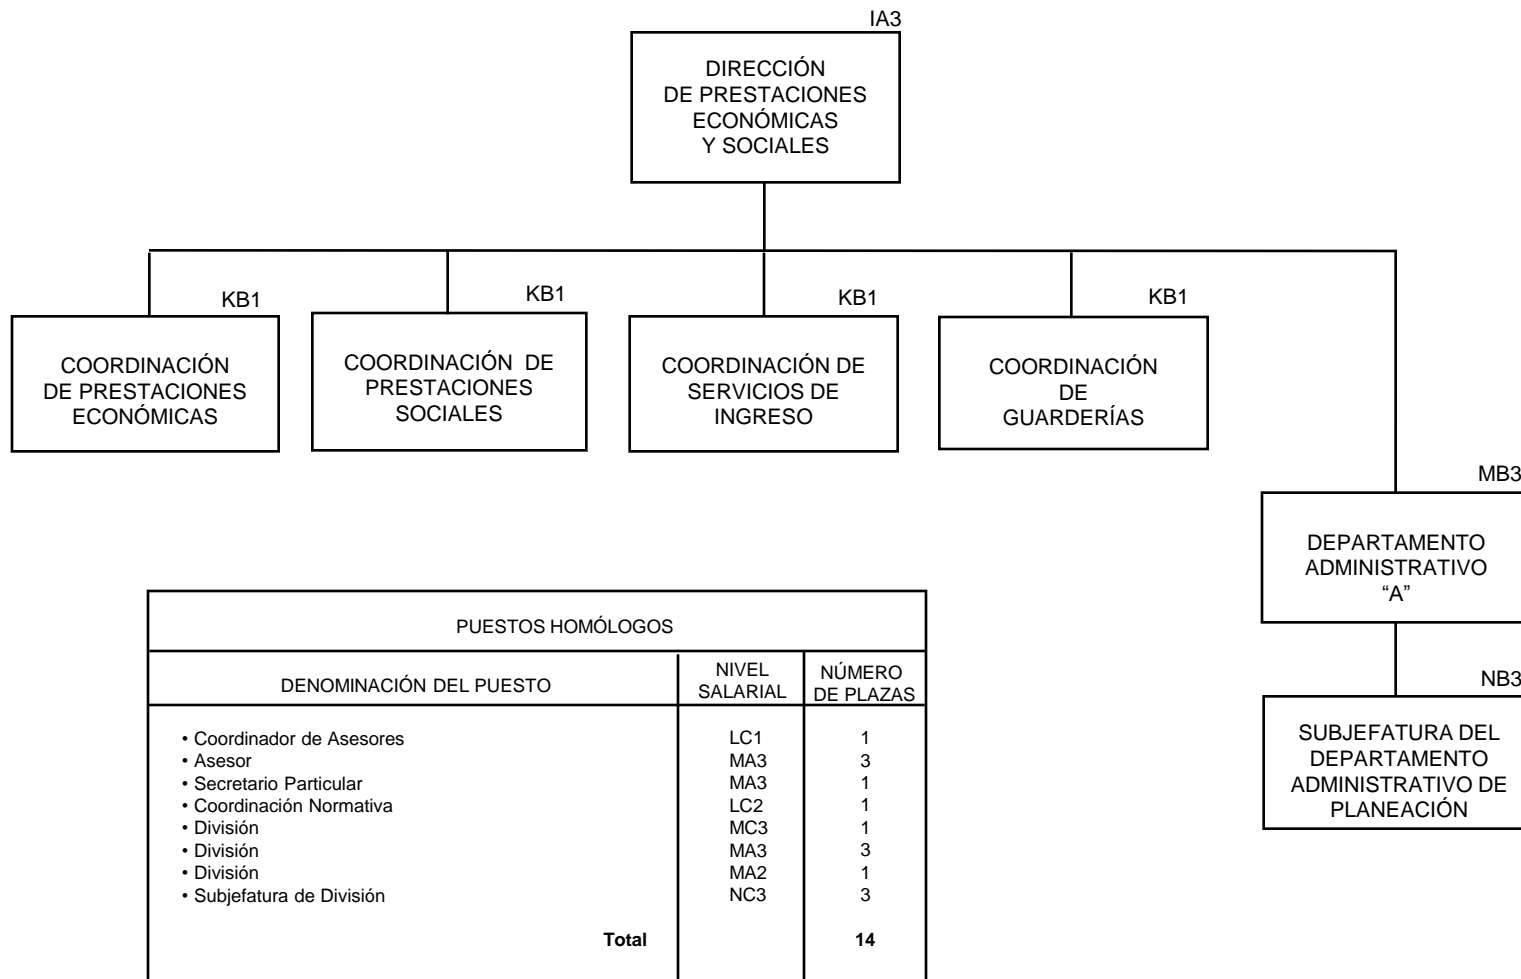 IA3
DIRECCIÓN
DE PRESTACIONES
ECONÓMICAS
Y SOCIALES
KB1
COORDINACIÓN
DE PRESTACIONES
ECONÓMICAS
KB1
COORDINACIÓN DE
PRESTACIONES
SOCIALES
KB1
COORDINACIÓN DE
SERVICIOS DE
INGRESO
KB1
COORDINACIÓN
DE
GUARDERÍAS
MB3
DEPARTAMENTO
ADMINISTRATIVO
“A”
NB3
SUBJEFATURA DEL
DEPARTAMENTO
ADMINISTRATIVO DE
PLANEACIÓN
PUESTOS HOMÓLOGOS
DENOMINACIÓN DEL PUESTO
NIVEL
SALARIAL
NÚMERO
DE PLAZAS
• Coordinador de Asesores LC1 1
• Asesor MA3 3
• Secretario Particular MA3 1
• Coordinación Normativa LC2 1
• División MC3 1
• División MA3 3
• División MA2 1
• Subjefatura de División NC3 3
Total 14